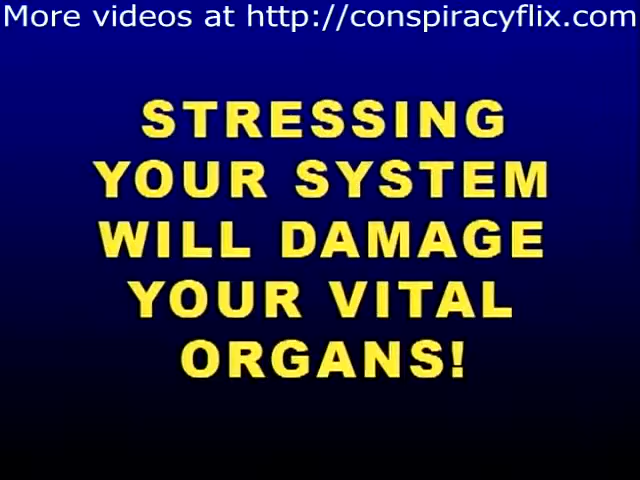 More videos at http://conspiracyflix.com
STRESSING
YOUR SYSTEM
WILL DAMAGE
YOUR VITAL
ORGANS!